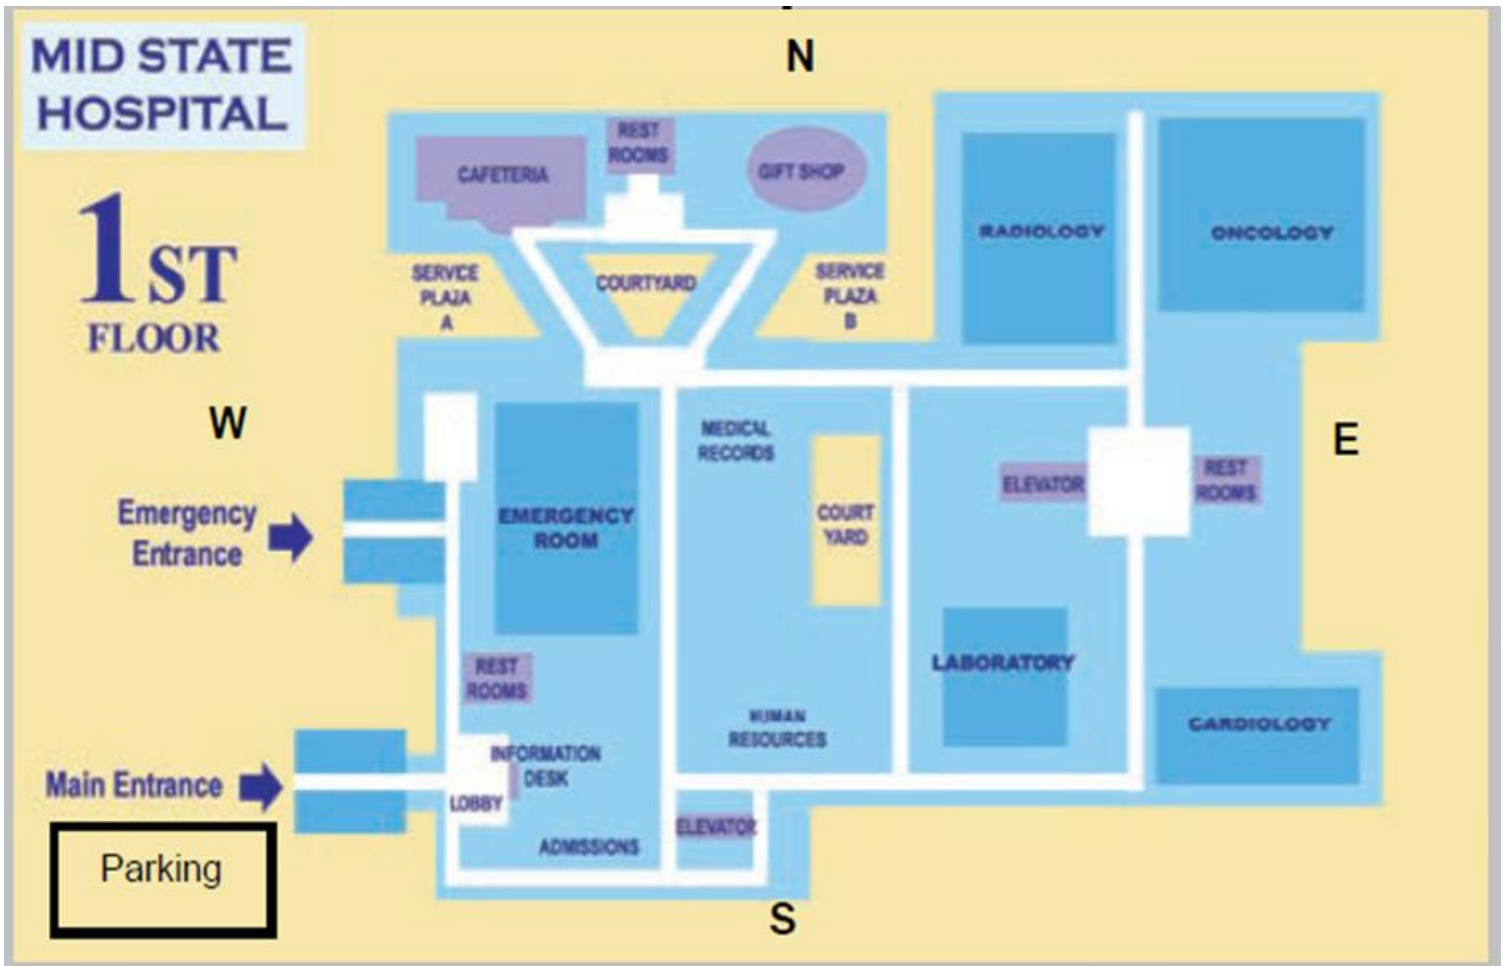 MID STATE
HOSPITAL
N
1ST
FLOOR
CAFETERIA
REST
ROOMS
GIFT SHOP
RADIOLOGY
ONCOLOGY
SERVICE
PLAJA
A
COURTYARD
SERVICE
PLAZA
B
W
E
MEDICAL
RECORDS
ELEVATOR
REST
ROOMS
Emergency
Entrance
EMERGENCY
ROOM
COURT
YARD
REST
ROOMS
LABORATORY
HUMAN
RESOURCES
CARDIOLOGY
INFORMATION
DESK
Main Entrance
LOBBY
ELEVATOR
ADMISSIONS
Parking
S